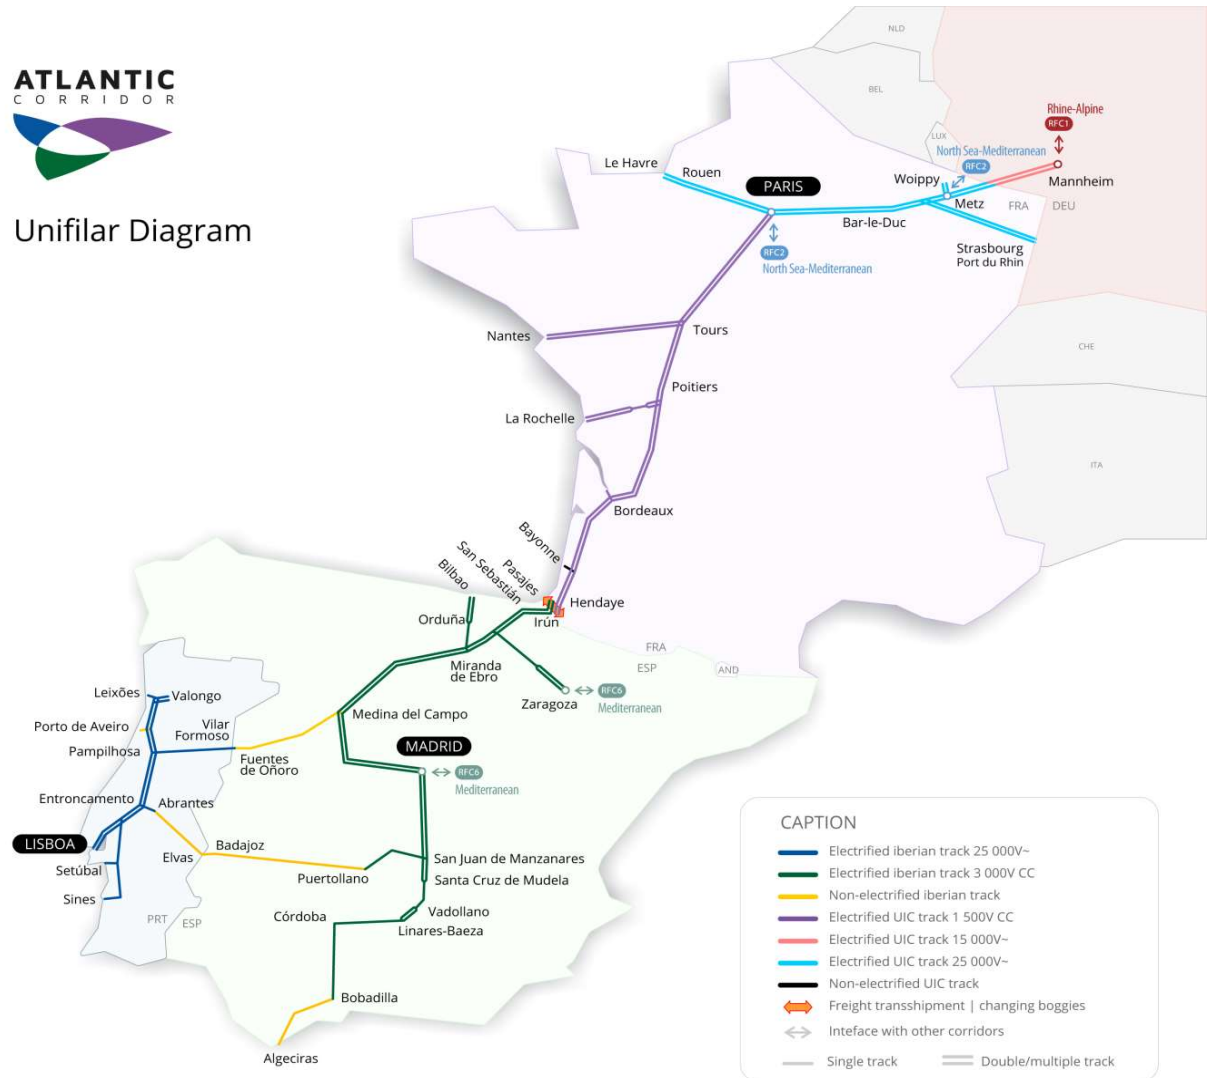 ATLANTIC
CORRIDOR
Unifilar Diagram
NLD
BEL
LUX
Rhine-Alpine
RFC1
North Sea-Mediterranean
RFC2
Le Havre
Rouen
PARIS
Woippy
Metz
Mannheim
FRA
DEU
Bar-le-Duc
Strasbourg
Port du Rhin
RFC2
North Sea-Mediterranean
Nantes
Tours
CHE
Poitiers
La Rochelle
ITA
Bordeaux
Bayonne
Pasajes
San Sebastián
Bilbao
Hendaye
Irún
Orduña
FRA
ESP
AND
Miranda
de Ebro
Zaragoza
RFC6
Mediterranean
Leixões
Valongo
Porto de Aveiro
Vilar
Formoso
Medina del Campo
Pampilhosa
MADRID
Fuentes
de Oñoro
RFC6
Mediterranean
Entroncamento
Abrantes
LISBOA
Elvas
Badajoz
Setúbal
Puertollano
San Juan de Manzanares
Santa Cruz de Mudela
Sines
PRT
ESP
Córdoba
Vadollano
Linares-Baeza
Bobadilla
Algeciras
CAPTION
Electrified iberian track 25 000V~
Electrified iberian track 3 000V CC
Non-electrified iberian track
Electrified UIC track 1 500V CC
Electrified UIC track 15 000V~
Electrified UIC track 25 000V~
Non-electrified UIC track
Freight transshipment | changing boggies
Inteface with other corridors
Single track
Double/multiple track